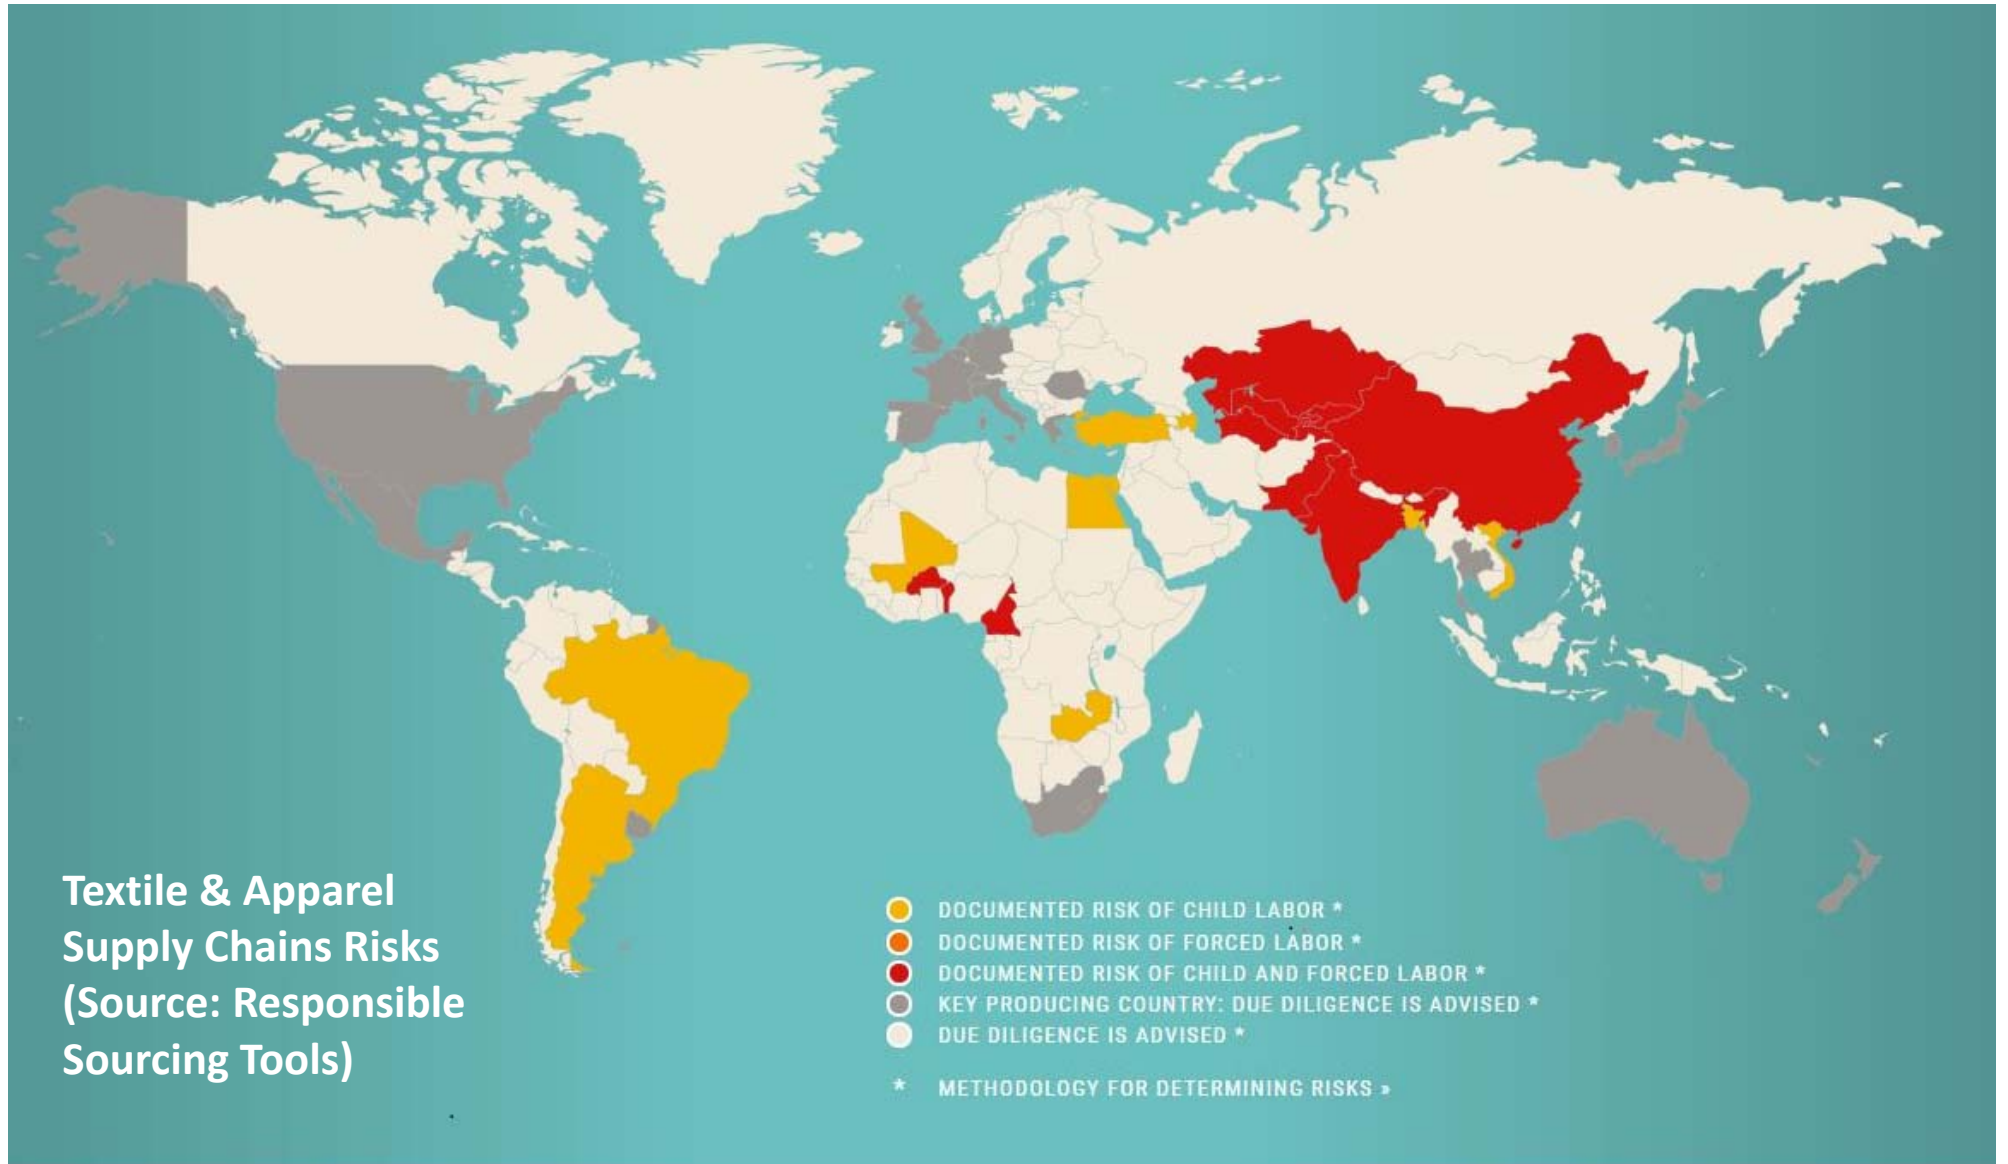 Textile & Apparel
Supply Chains Risks
(Source: Responsible
Sourcing Tools)
DOCUMENTED RISK OF CHILD LABOR *
DOCUMENTED RISK OF FORCED LABOR *
DOCUMENTED RISK OF CHILD AND FORCED LABOR *
KEY PRODUCING COUNTRY: DUE DILIGENCE IS ADVISED *
DUE DILIGENCE IS ADVISED *
* METHODOLOGY FOR DETERMINING RISKS »